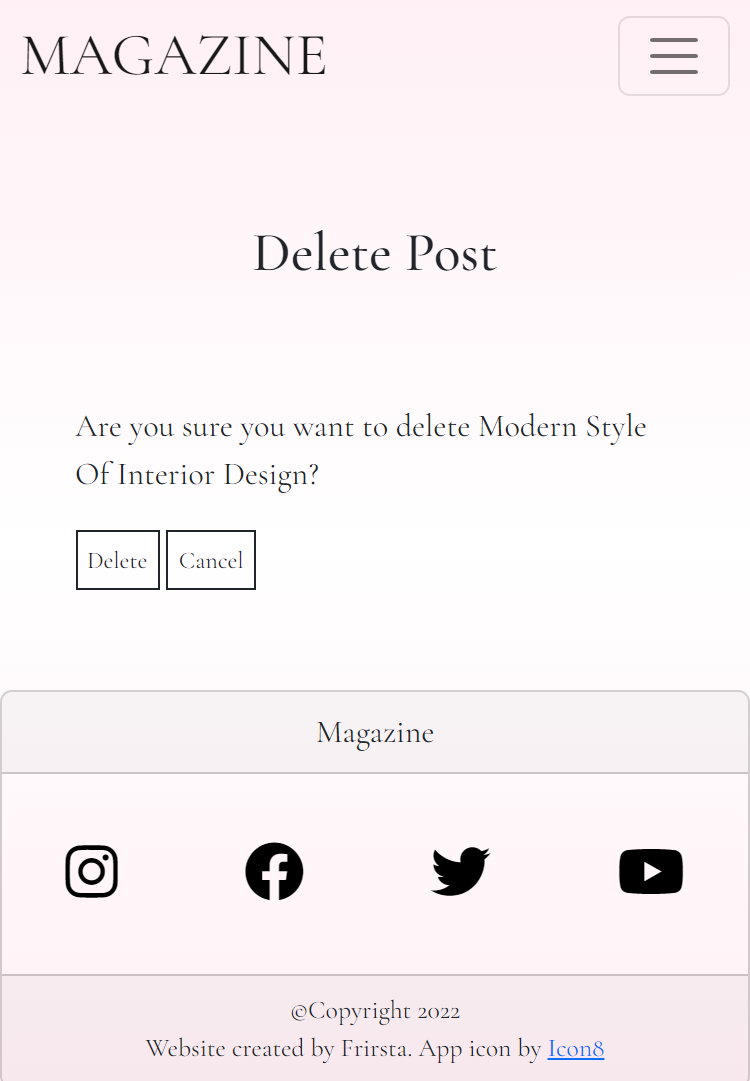 MAGAZINE
Delete Post
Are you sure you want to delete Modern Style
Of Interior Design?
Delete Cancel
Magazine
©Copyright 2022
Website created by Frirsta. App icon by Icon8